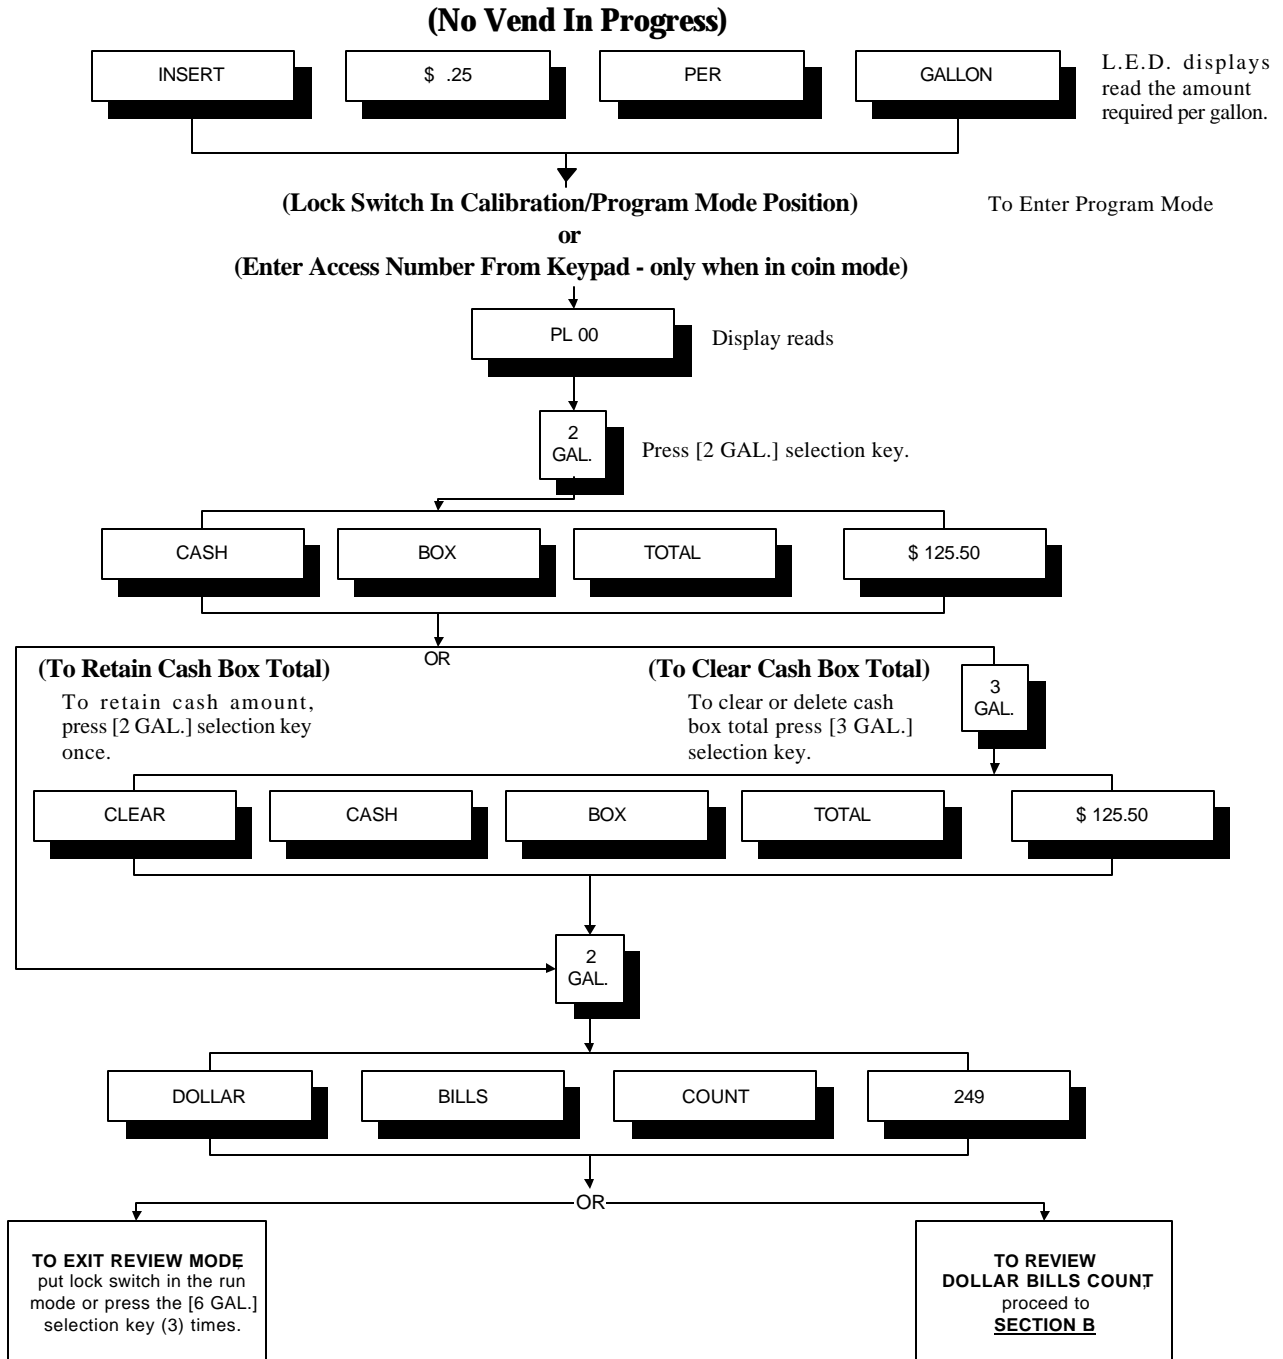 (No Vend In Progress)
INSERT
$ .25
PER
GALLON
L.E.D. displays
read the amount
required per gallon.
(Lock Switch In Calibration/Program Mode Position)
To Enter Program Mode
or
(Enter Access Number From Keypad - only when in coin mode)
PL 00
Display reads
2
GAL.
Press [2 GAL.] selection key.
CASH
BOX
TOTAL
$ 125.50
OR
(To Retain Cash Box Total)
To retain cash amount,
press [2 GAL.] selection key
once.
(To Clear Cash Box Total)
To clear or delete cash
box total press [3 GAL.]
selection key.
3
GAL.
CLEAR
CASH
BOX
TOTAL
$ 125.50
2
GAL.
DOLLAR
BILLS
COUNT
249
OR
TO EXIT REVIEW MODE,
put lock switch in the run
mode or press the [6 GAL.]
selection key (3) times.
TO REVIEW
DOLLAR BILLS COUNT,
proceed to
SECTION B